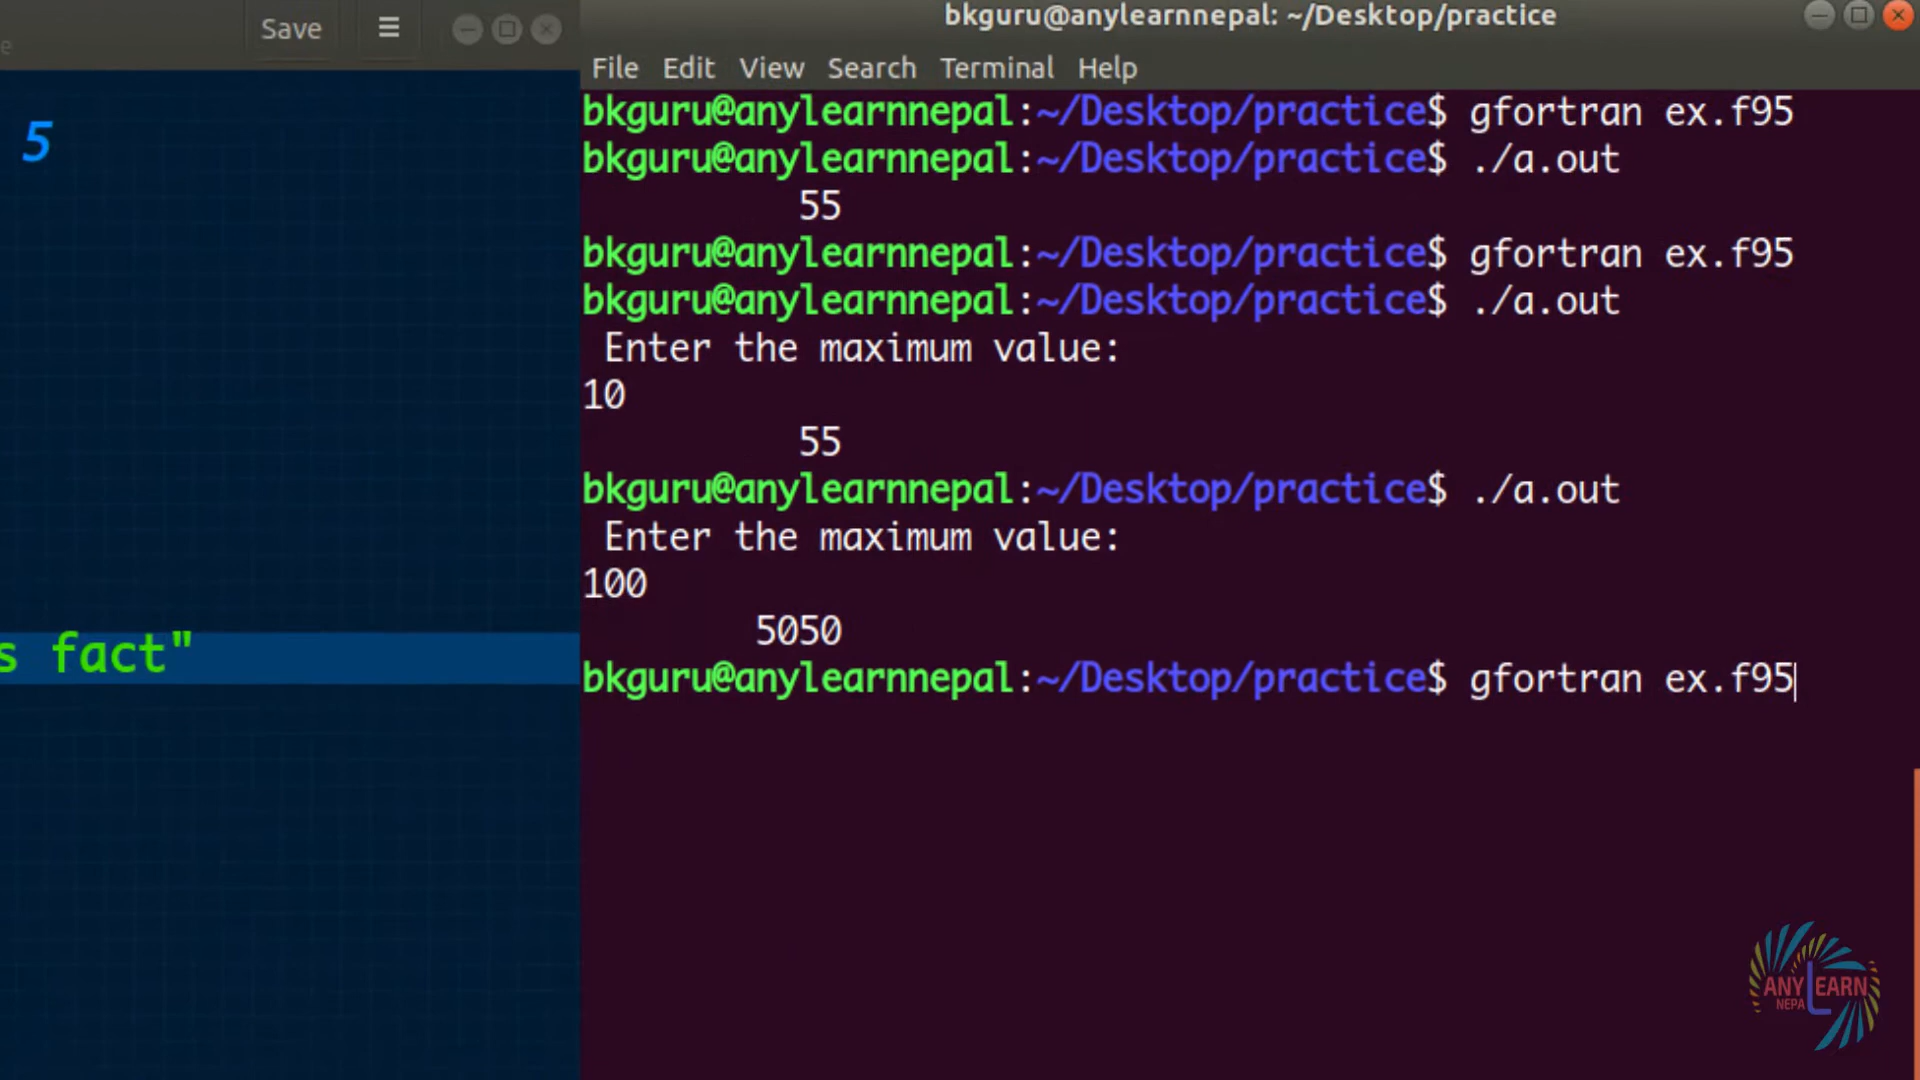 Save
5
s fact"
bkguru@anylearnnepal: ~/Desktop/practice
File Edit View Search Terminal Help
bkguru@anylearnnepal:~/Desktop/practice$ gfortran ex.f95
bkguru@anylearnnepal:~/Desktop/practice$ ./a.out
55
bkguru@anylearnnepal:~/Desktop/practice$ gfortran ex.f95
bkguru@anylearnnepal:~/Desktop/practice$ ./a.out
Enter the maximum value:
10
55
bkguru@anylearnnepal:~/Desktop/practice$ ./a.out
Enter the maximum value:
100
5050
bkguru@anylearnnepal:~/Desktop/practice$ gfortran ex.f95
ANY LEARN
NEPAL